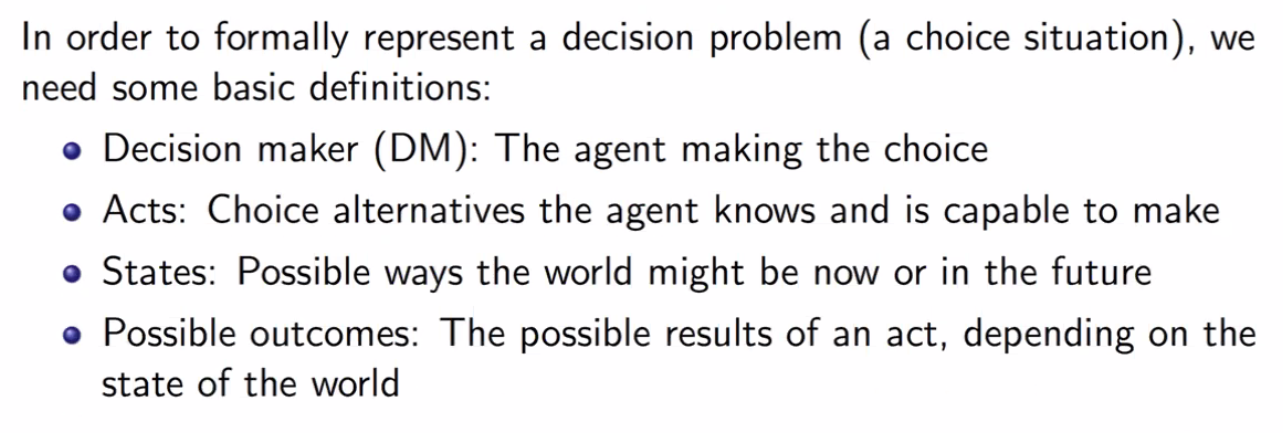 In order to formally represent a decision problem (a choice situation), we
need some basic definitions:
Decision maker (DM): The agent making the choice
Acts: Choice alternatives the agent knows and is capable to make
States: Possible ways the world might be now or in the future
Possible outcomes: The possible results of an act, depending on the
state of the world